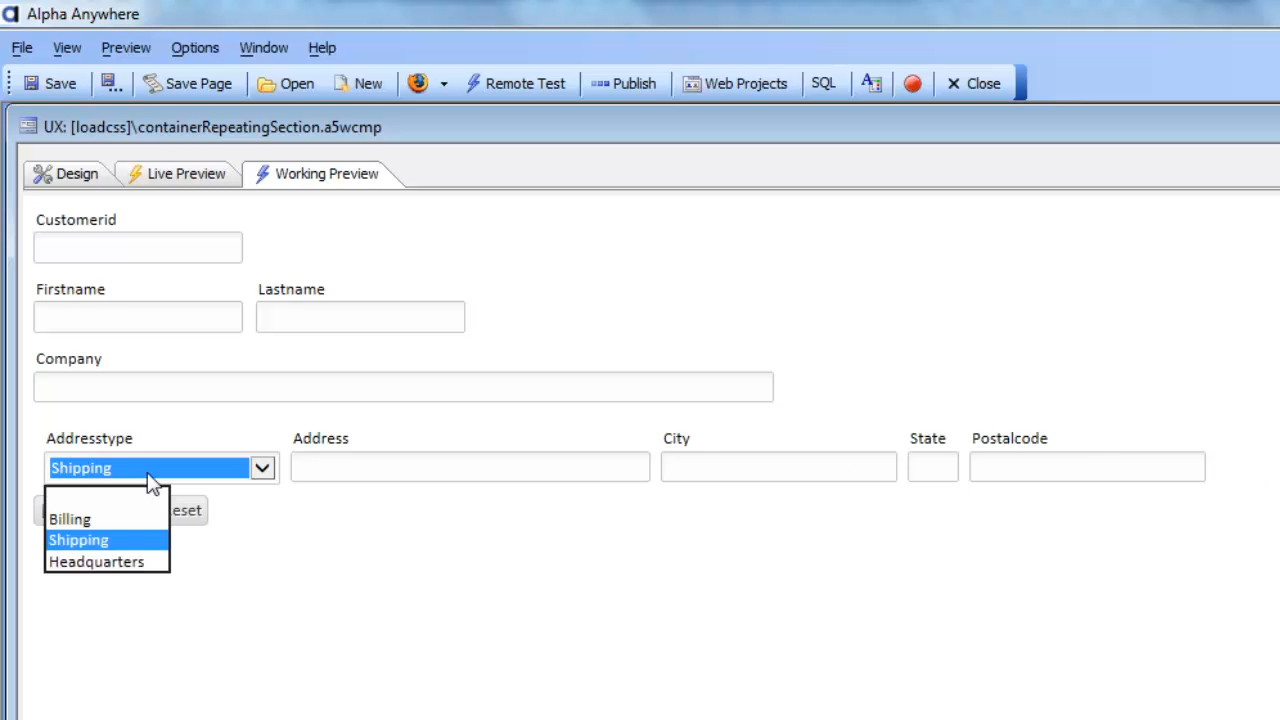 Alpha Anywhere
File View Preview Options Window Help
Save Save Page Open New Remote Test Publish Web Projects SQL Close
UX: [loadcss]\containerRepeatingSection.a5wcmp
Design Live Preview Working Preview
Customerid
Firstname Lastname
Company
Addresstype Address City State Postalcode
Shipping
eset
Billing
Shipping
Headquarters